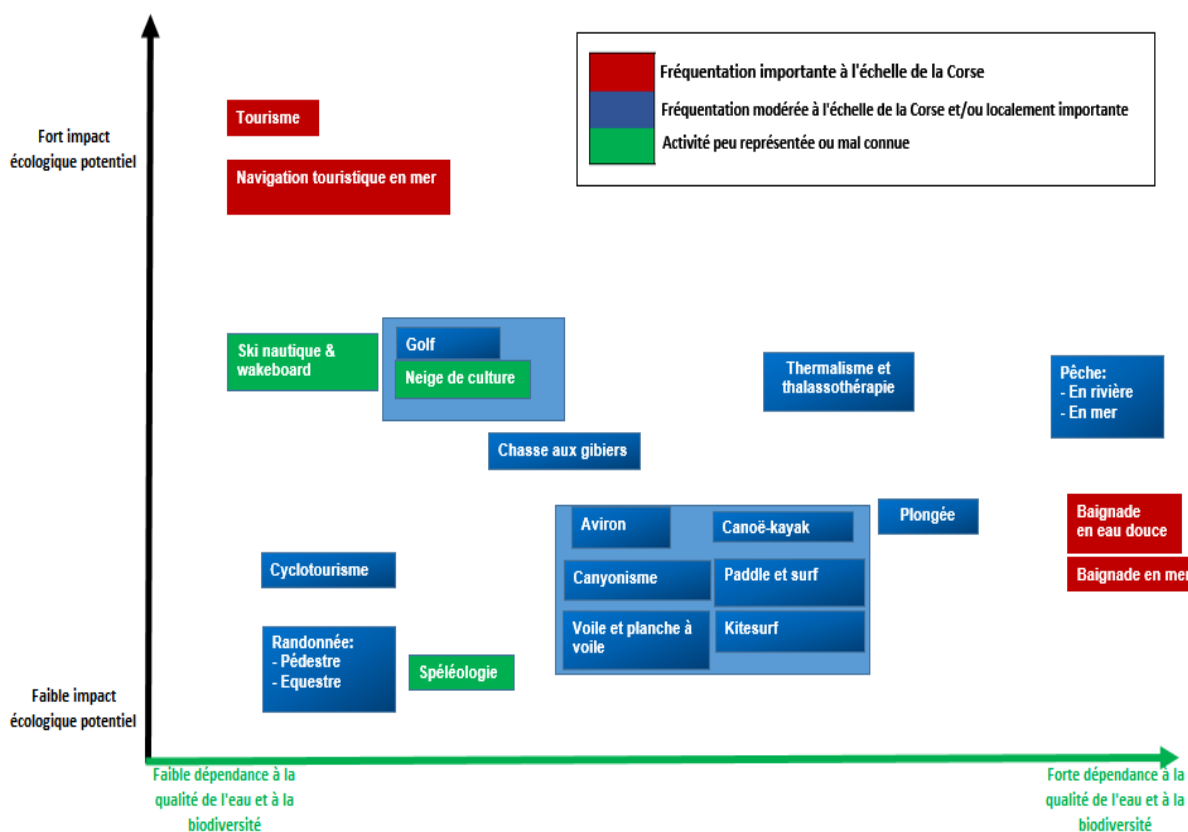 Fréquentation importante à l'échelle de la Corse
Fréquentation modérée à l'échelle de la Corse et/ou localement importante
Activité peu représentée ou mal connue
Fort impact
écologique potentiel
Tourisme
Navigation touristique en mer
Ski nautique &
wakeboard
Golf
Neige de culture
Thermalisme et
thalassothérapie
Pêche:
- En rivière
- En mer
Chasse aux gibiers
Aviron
Canoë-kayak
Plongée
Baignade
en eau douce
Cyclotourisme
Canyonisme
Paddle et surf
Baignade en mer
Randonnée:
- Pédestre
- Equestre
Spéléologie
Voile et planche à
voile
Kitesurf
Faible impact
écologique potentiel
Faible dépendance à la
qualité de l'eau et à la
biodiversité
Forte dépendance à la
qualité de l'eau et à la
biodiversité